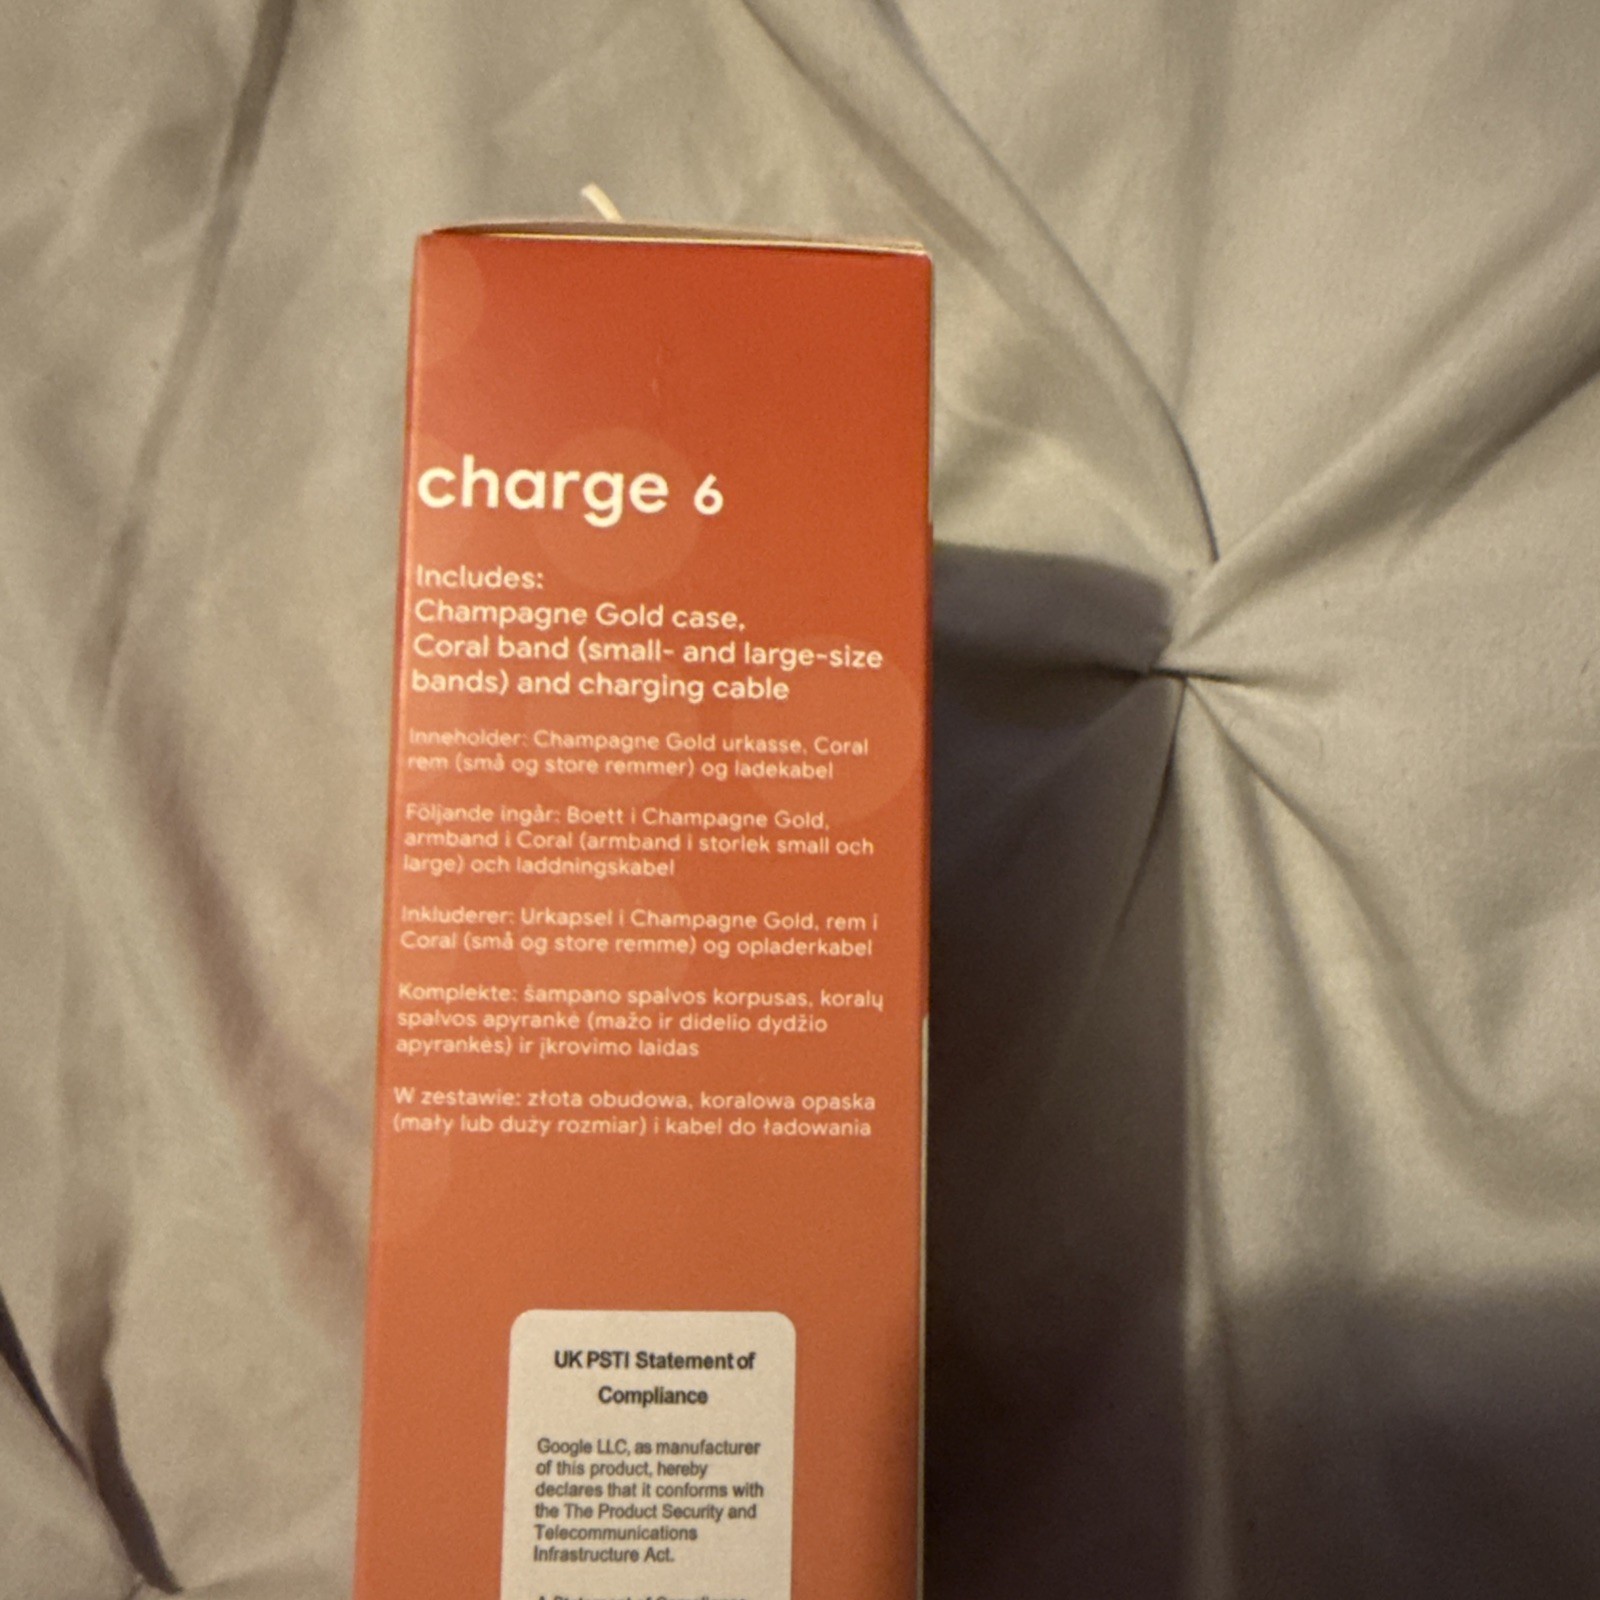 charge 6
Includes:
Champagne Gold case,
Coral band (small- and large-size
bands) and charging cable
Inneholder: Champagne Gold urkasse, Coral
rem (små og store remmer) og ladekabel
Följande ingår: Boett i Champagne Gold,
armband i Coral (armband i storlek small och
large) och laddningskabel
Inkluderer: Urkapsel i Champagne Gold, rem i
Coral (små og store remme) og opladerkabel
Komplekte: šampano spalvos korpusas, koralų
spalvos apyrankė (mažo ir didelio dydžio
apyrankės) ir įkrovimo laidas
W zestawie: złota obudowa, koralowa opaska
(mały lub duży rozmiar) i kabel do ładowania
UK PSTI Statement of
Compliance
Google LLC, as manufacturer
of this product, hereby
declares that it conforms with
the The Product Security and
Telecommunications
Infrastructure Act.
A Statement of Compliance